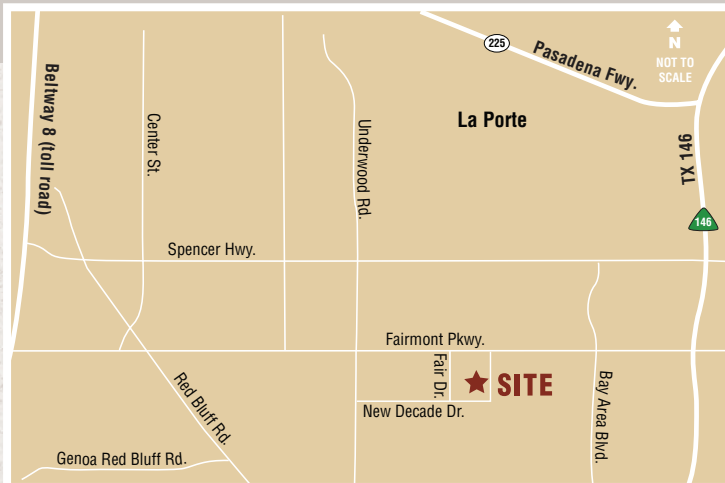 225
Pasadena Fwy.
N
NOT TO
SCALE
Beltway 8 (toll road)
Center St.
Underwood Rd.
La Porte
TX 146
146
Spencer Hwy.
Fairmont Pkwy.
Fair Dr.
SITE
New Decade Dr.
Bay Area Blvd.
Red Bluff Rd.
Genoa Red Bluff Rd.